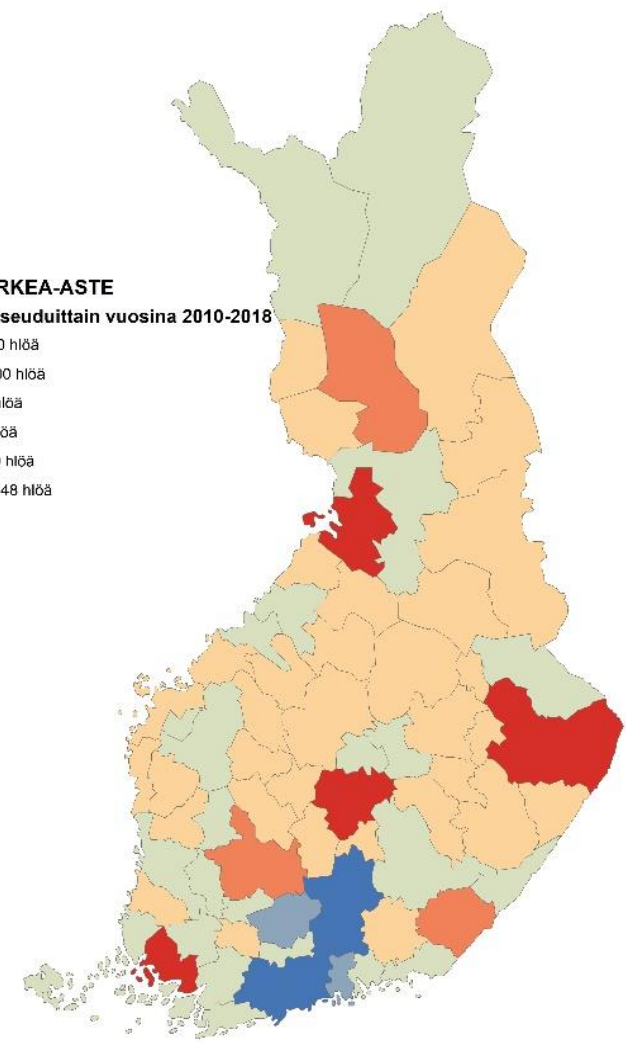 RKEA-ASTE
seuduittain vuosina 2010-2018
0 hlöä
00 hlöä
hlöä
öä
hlöä
48 hlöä